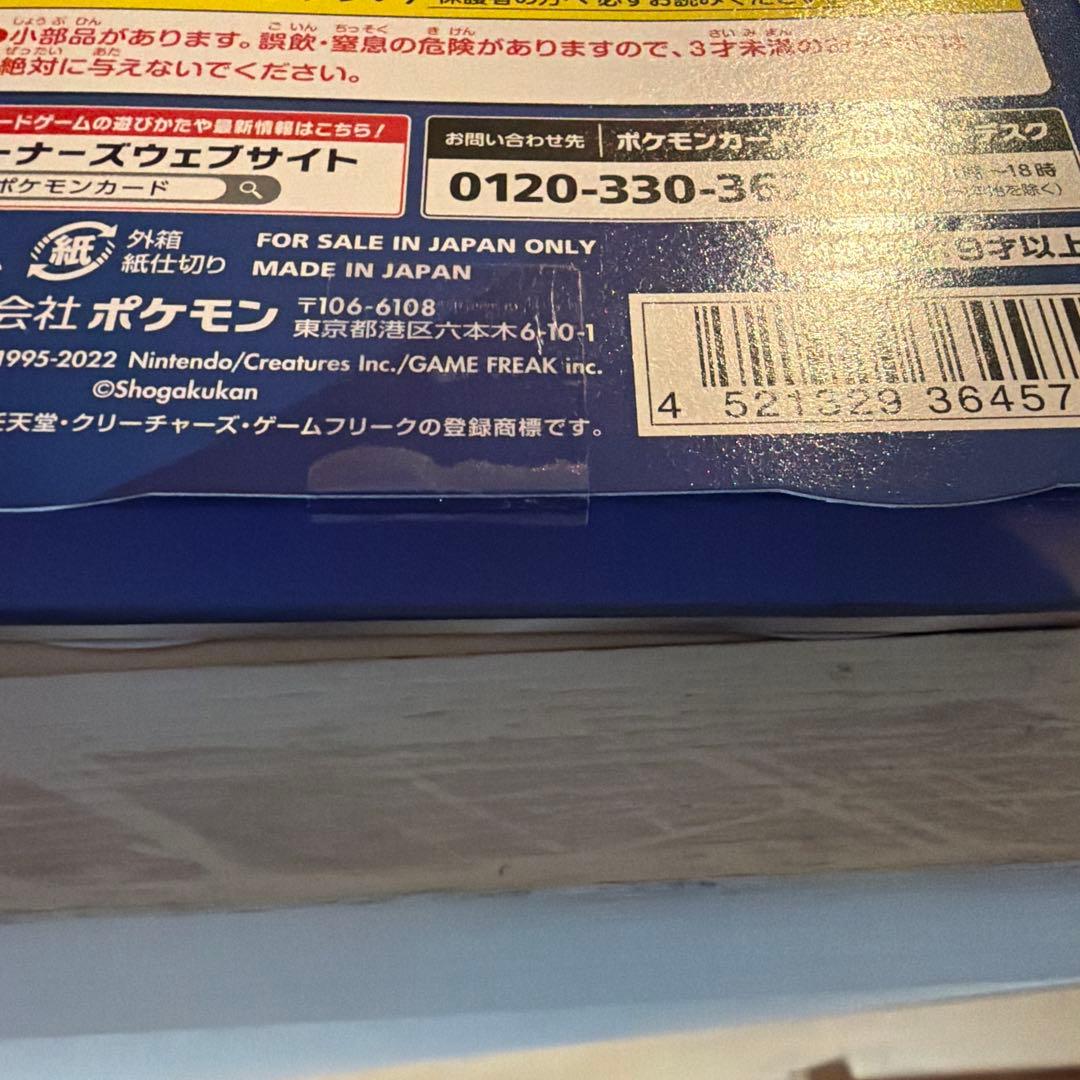 ●小部品があります。誤飲・窒息の危険がありますので、3才未満の
絶対に与えないでください。
ードゲームの遊びかたや最新情報はこちら!
ーナーズウェブサイト
ポケモンカード
お問い合わせ先 ポケモンカー デスク
0120-330-36
～18時
を除く)
紙 外箱
紙仕切り
FOR SALE IN JAPAN ONLY
MADE IN JAPAN
9才以上
会社 ポケモン 〒106-6108
東京都港区六本木6-10-1
1995-2022 Nintendo/Creatures Inc./GAME FREAK inc.
©Shogakukan
任天堂・クリーチャーズ・ゲームフリークの登録商標です。
4 521329 36457